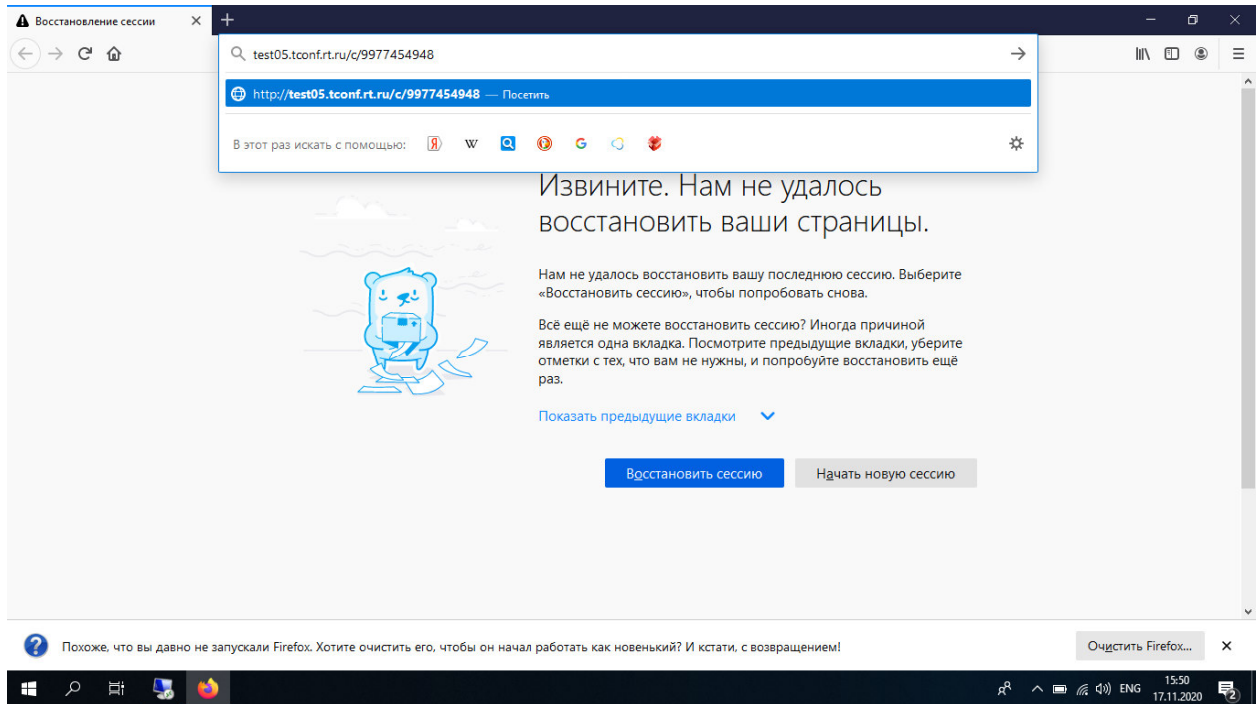 Восстановление сессии
test05.tconf.rt.ru/c/9977454948
http://test05.tconf.rt.ru/c/9977454948 — Посетить
В этот раз искать с помощью:
Извините. Нам не удалось
восстановить ваши страницы.
Нам не удалось восстановить вашу последнюю сессию. Выберите
«Восстановить сессию», чтобы попробовать снова.
Всё ещё не можете восстановить сессию? Иногда причиной
является одна вкладка. Посмотрите предыдущие вкладки, уберите
отметки с тех, что вам не нужны, и попробуйте восстановить ещё
раз.
Показать предыдущие вкладки
Восстановить сессию
Начать новую сессию
Похоже, что вы давно не запускали Firefox. Хотите очистить его, чтобы он начал работать как новенький? И кстати, с возвращением!
Очистить Firefox...
ENG
15:50
17.11.2020
2